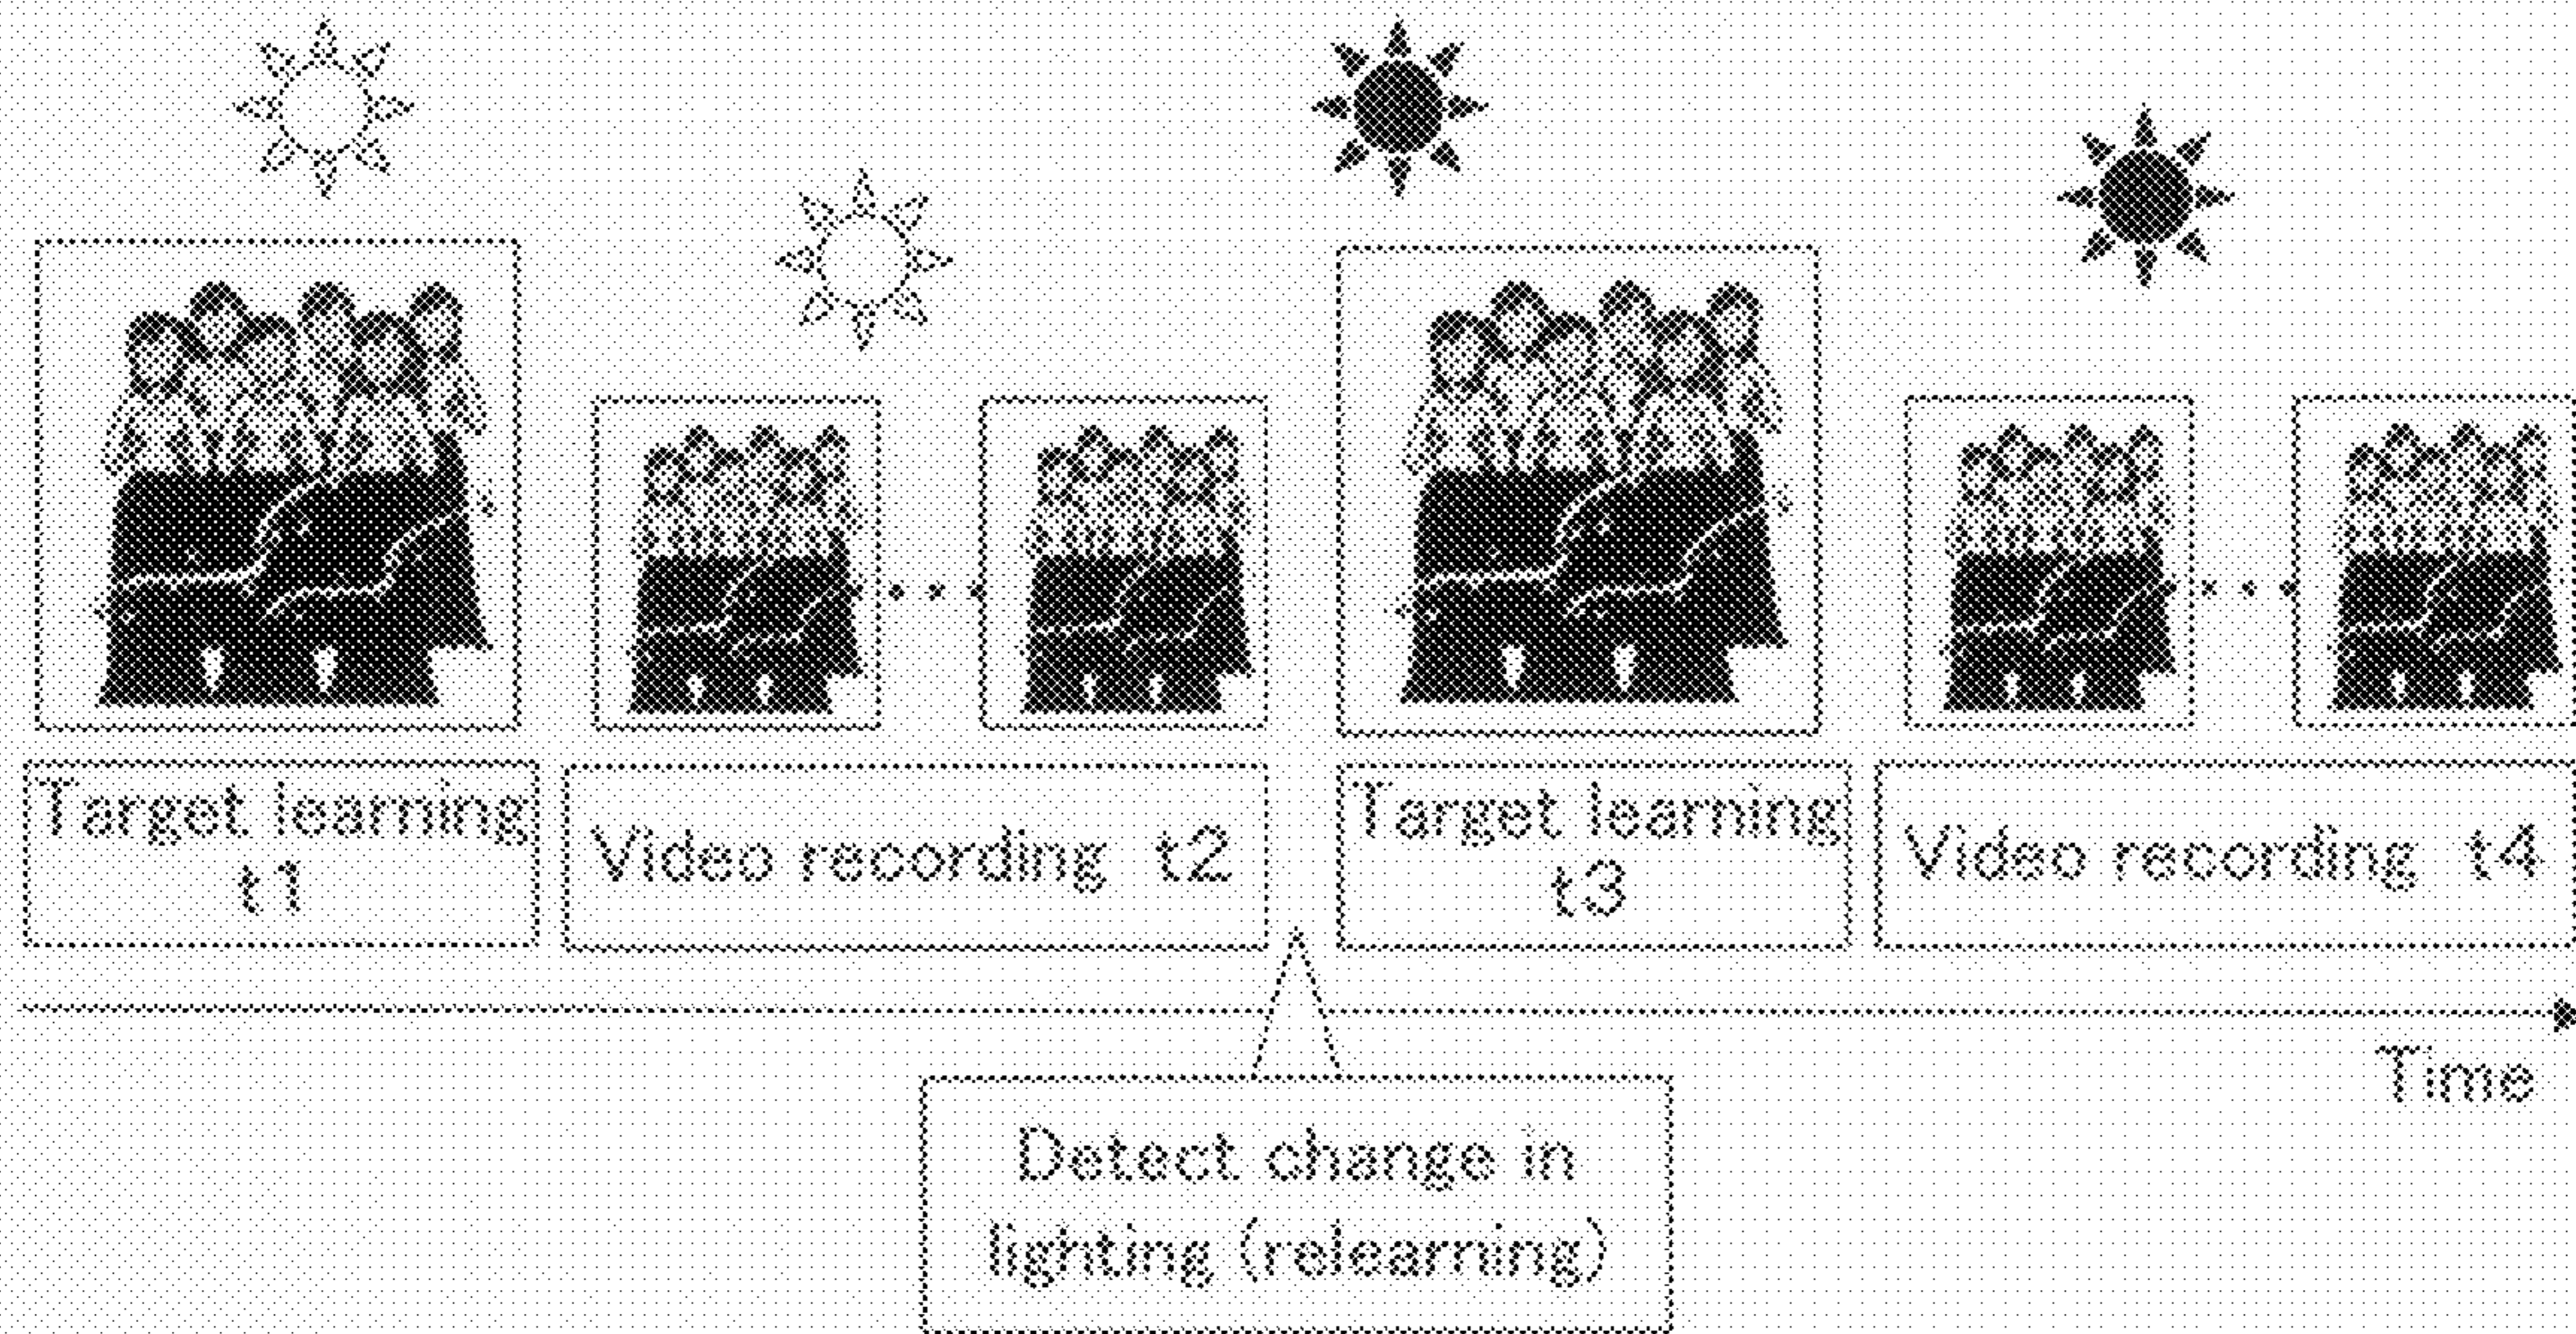 Target learning
t1
Video recording t2
Target learning
t3
Video recording t4
Time
Detect change in
lighting (relearning)